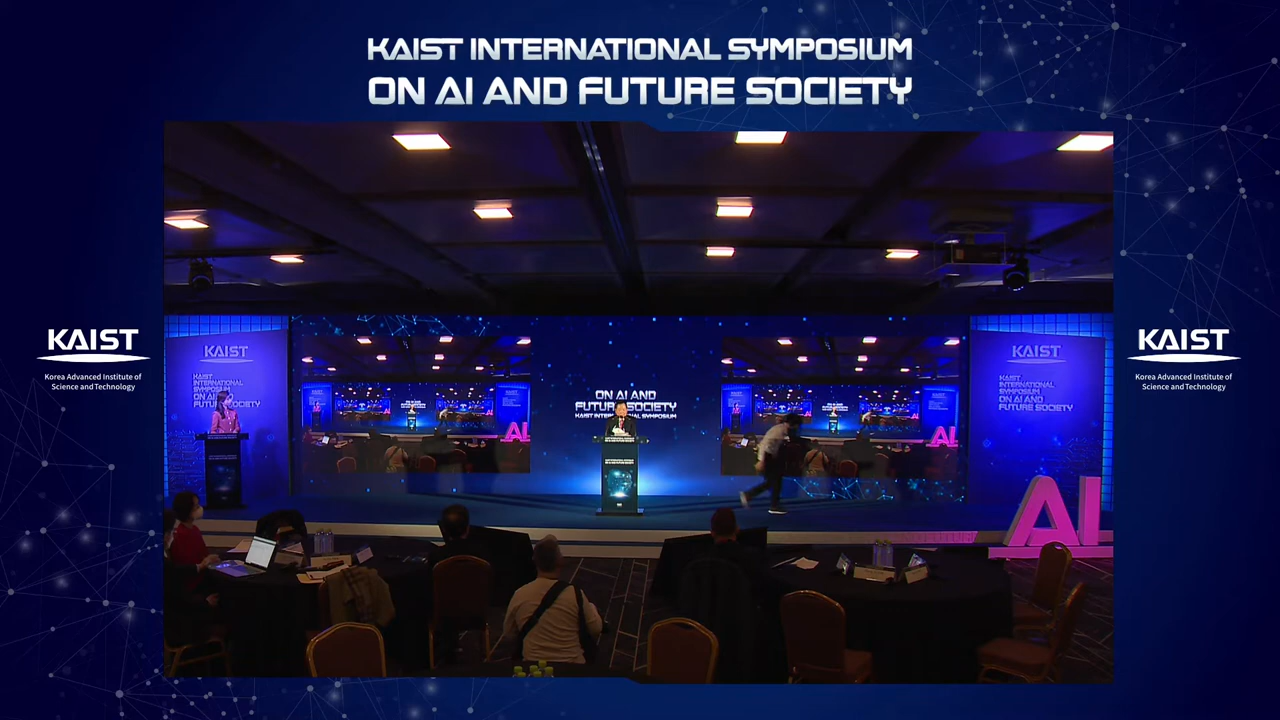 KAIST INTERNATIONAL SYMPOSIUM
ON AI AND FUTURE SOCIETY
KAIST
Korea Advanced Institute of
Science and Technology
KAIST
Korea Advanced Institute of
Science and Technology
KAIST
KAIST
INTERNATIONAL
SYMPOSIUM
ON AI AND
FUTURE SOCIETY
ON AI AND
FUTURE SOCIETY
KAIST INTERNATIONAL SYMPOSIUM
KAIST
KAIST
INTERNATIONAL
SYMPOSIUM
ON AI AND
FUTURE SOCIETY
AI
AI
AI